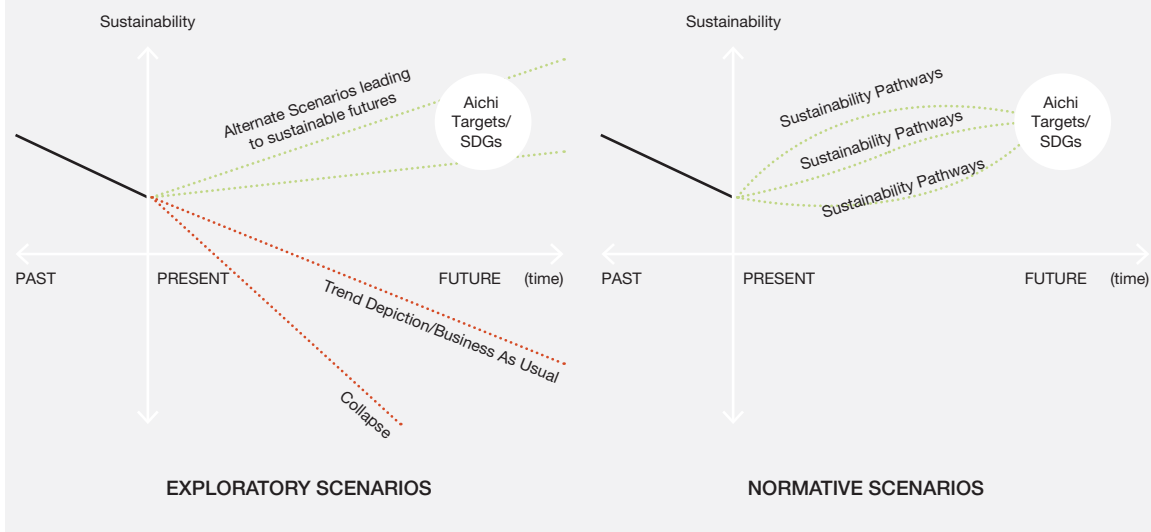 Sustainability
Alternate Scenarios leading
to sustainable futures
Aichi
Targets/
SDGs
PAST
PRESENT
FUTURE
(time)
Trend Depiction/Business As Usual
Collapse
EXPLORATORY SCENARIOS
Sustainability
Sustainability Pathways
Sustainability Pathways
Sustainability Pathways
Aichi
Targets/
SDGs
PAST
PRESENT
FUTURE
(time)
NORMATIVE SCENARIOS